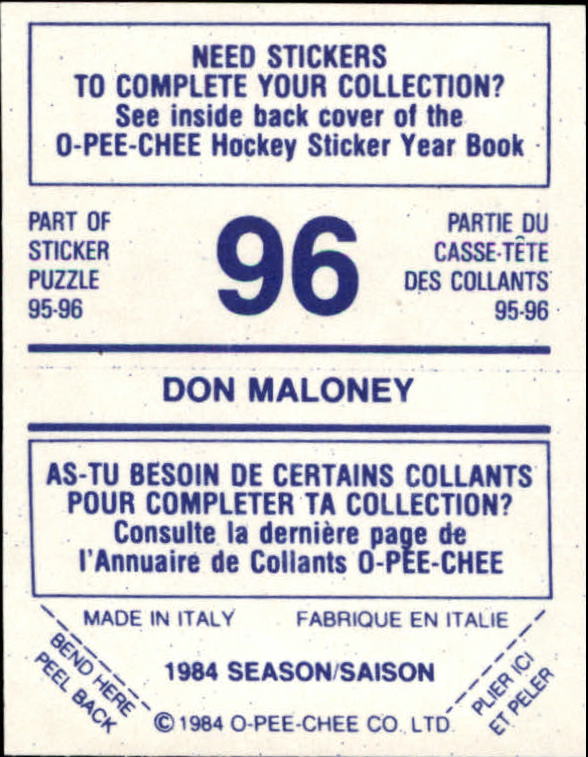 NEED STICKERS
TO COMPLETE YOUR COLLECTION?
See inside back cover of the
O-PEE-CHEE Hockey Sticker Year Book
PART OF
STICKER
PUZZLE
95-96
96
PARTIE DU
CASSE-TÊTE
DES COLLANTS
95-96
DON MALONEY
AS-TU BESOIN DE CERTAINS COLLANTS
POUR COMPLETER TA COLLECTION?
Consulte la dernière page de
l'Annuaire de Collants O-PEE-CHEE
MADE IN ITALY
FABRIQUE EN ITALIE
BEND HERE
PEEL BACK
1984 SEASON/SAISON
PLIER ICI
ET PELER
© 1984 O-PEE-CHEE CO. LTD.